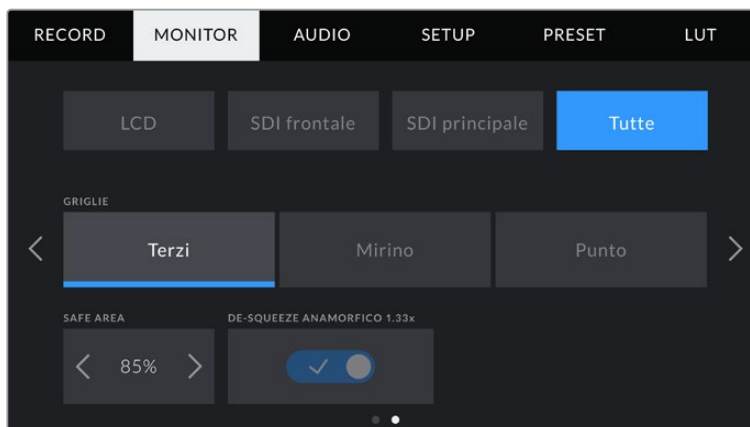 RECORD MONITOR AUDIO SETUP PRESET LUT
LCD SDI frontale SDI principale Tutte
GRIGLIE
Terzi Mirino Punto
SAFE AREA DE-SQUEEZE ANAMORFICO 1.33x
85%